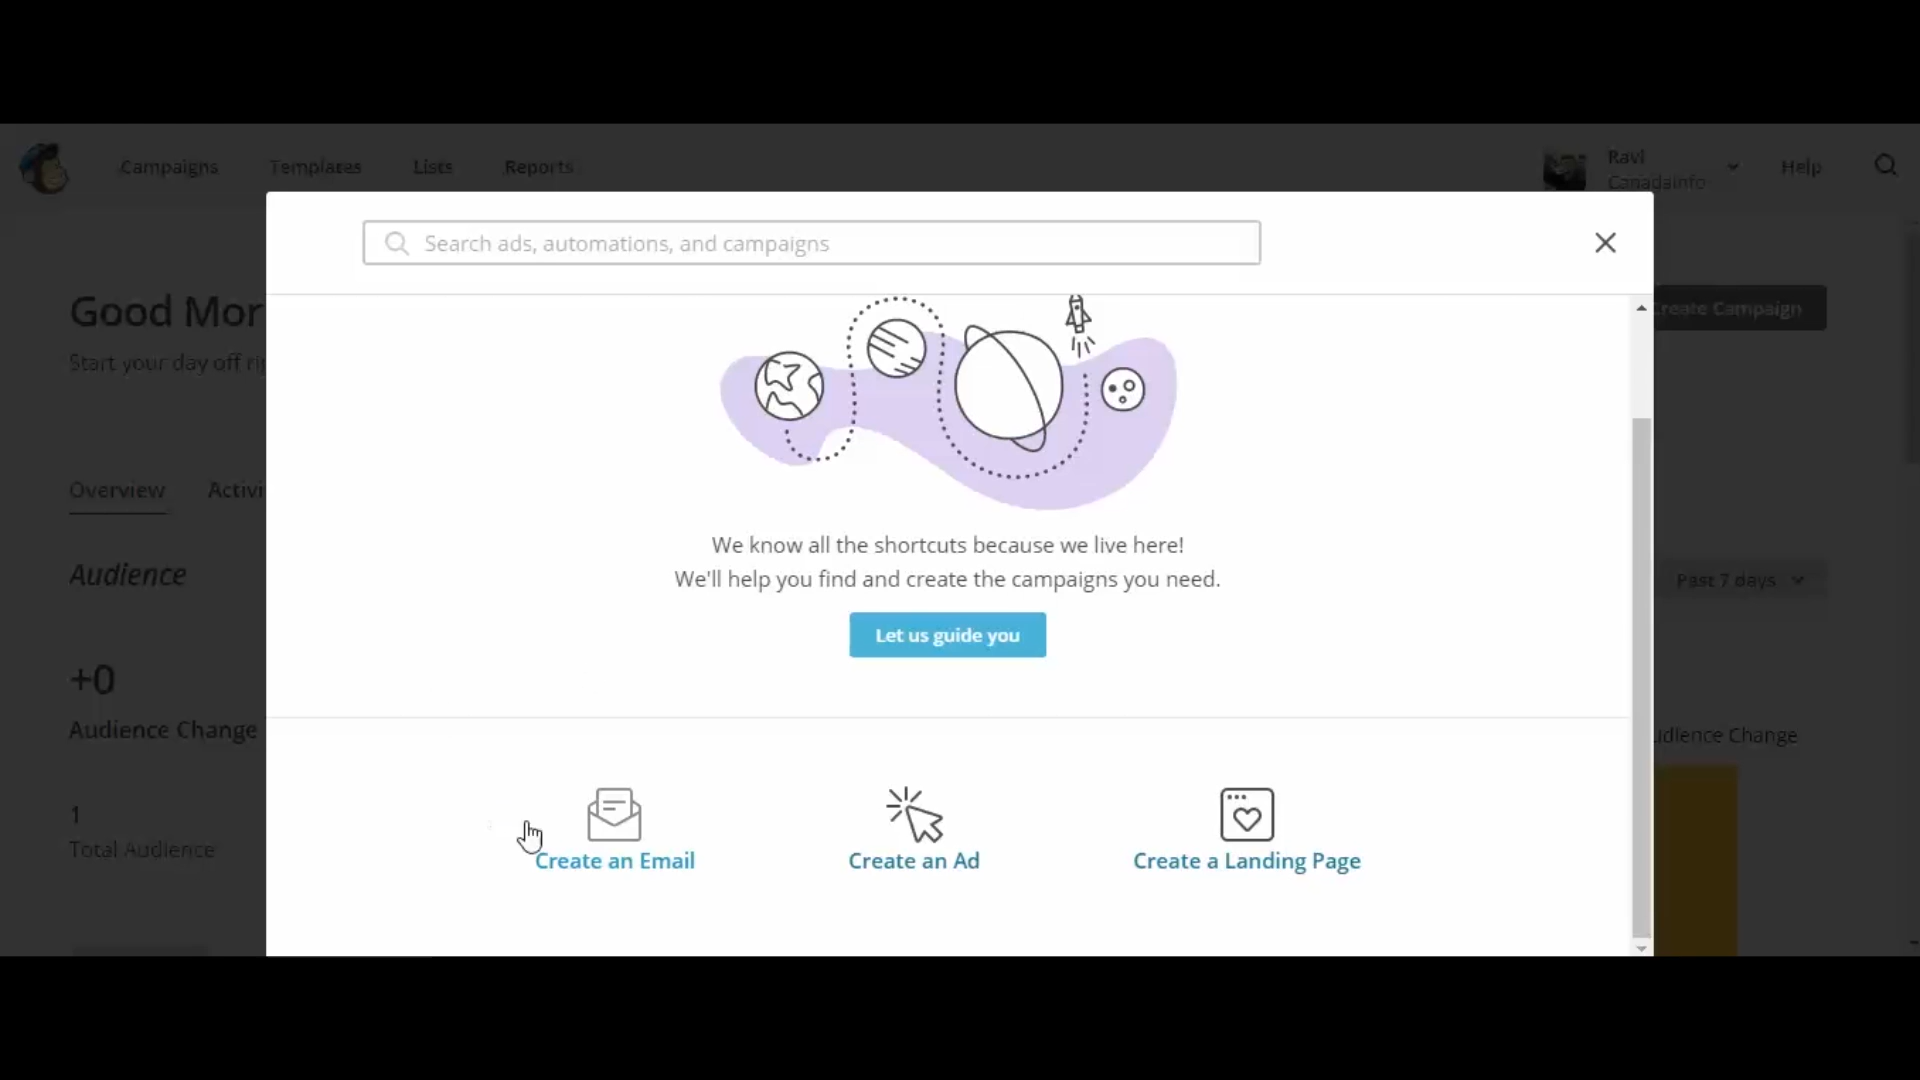 Campaigns Templates Lists Reports
Ravi
Canadainfo
Help
Search ads, automations, and campaigns
Good Mor
Create Campaign
Start your day off ri
Overview Activi
We know all the shortcuts because we live here!
We'll help you find and create the campaigns you need.
Let us guide you
Audience
Past 7 days
+0
Audience Change
udience Change
1
Total Audience
Create an Email
Create an Ad
Create a Landing Page